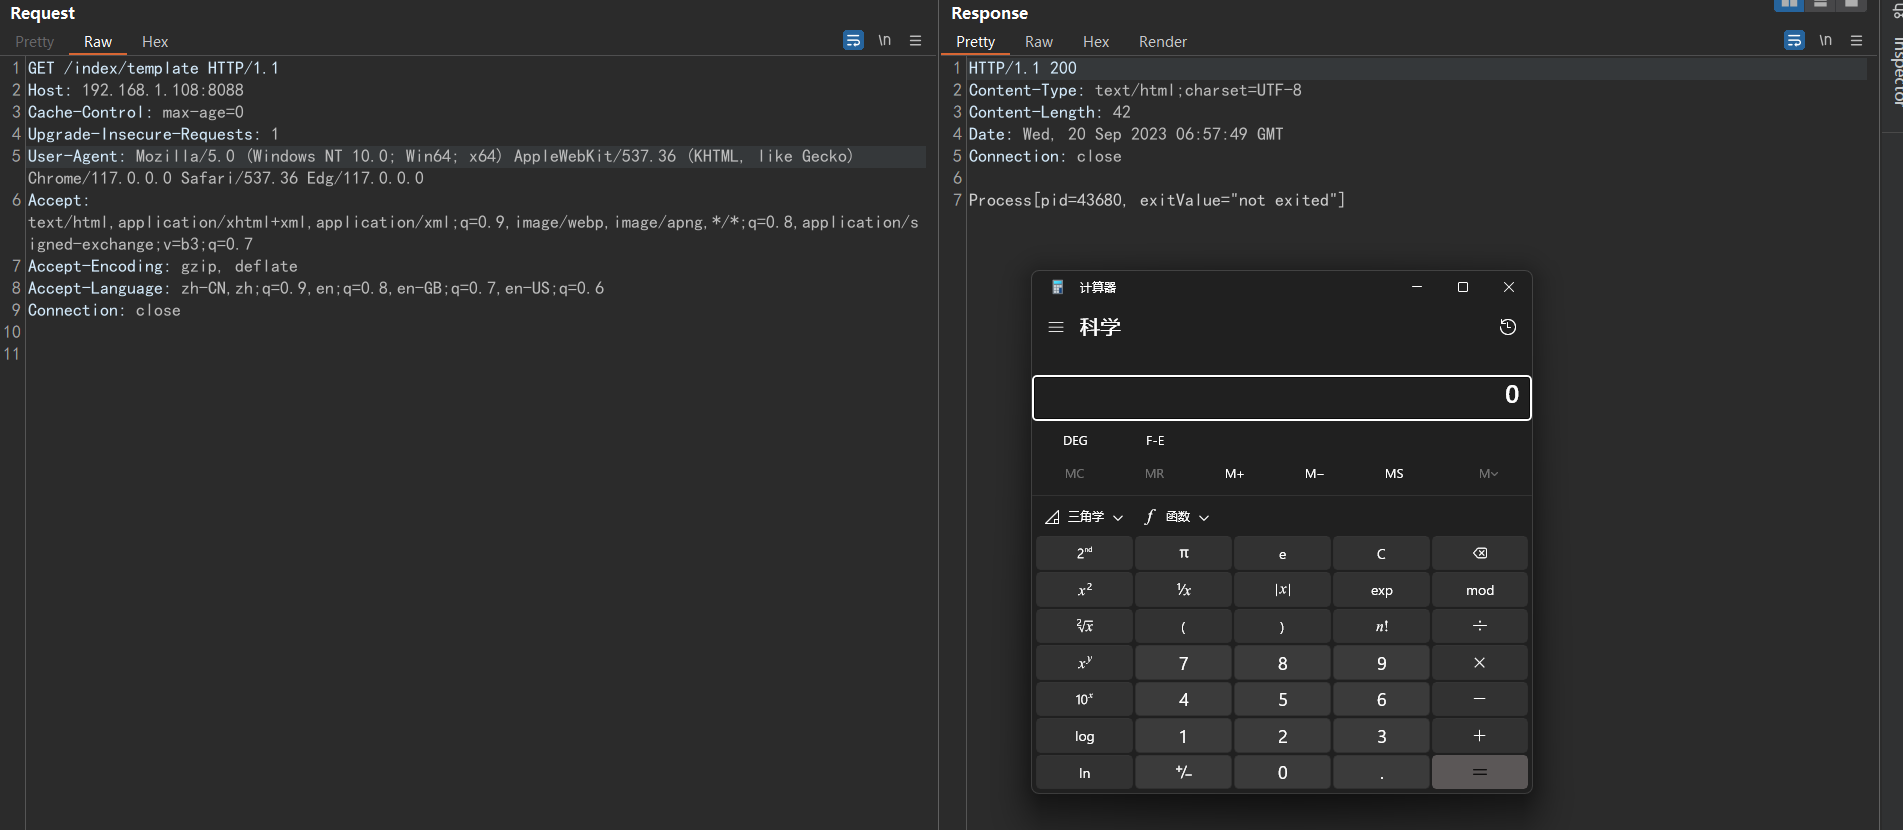 Request
Pretty Raw Hex
\n
1 GET /index/template HTTP/1.1
2 Host: 192.168.1.108:8088
3 Cache-Control: max-age=0
4 Upgrade-Insecure-Requests: 1
5 User-Agent: Mozilla/5.0 (Windows NT 10.0; Win64; x64) AppleWebKit/537.36 (KHTML, like Gecko)
Chrome/117.0.0.0 Safari/537.36 Edg/117.0.0.0
6 Accept:
text/html,application/xhtml+xml,application/xml;q=0.9,image/webp,image/apng,*/*;q=0.8,application/s
igned-exchange;v=b3;q=0.7
7 Accept-Encoding: gzip, deflate
8 Accept-Language: zh-CN,zh;q=0.9,en;q=0.8,en-GB;q=0.7,en-US;q=0.6
9 Connection: close
10
11
Response
Pretty Raw Hex Render
\n
1 HTTP/1.1 200
2 Content-Type: text/html;charset=UTF-8
3 Content-Length: 42
4 Date: Wed, 20 Sep 2023 06:57:49 GMT
5 Connection: close
6
7 Process[pid=43680, exitValue="not exited"]
计算器
科学
0
DEG F-E
MC MR M+ M− MS M
三角学 f 函数
2ⁿᵈ π e C
x² ¹/x |x| exp mod
²√x ( ) n! ÷
xʸ 7 8 9 ×
10ˣ 4 5 6 −
log 1 2 3 +
ln +/− 0 . =
Inspector